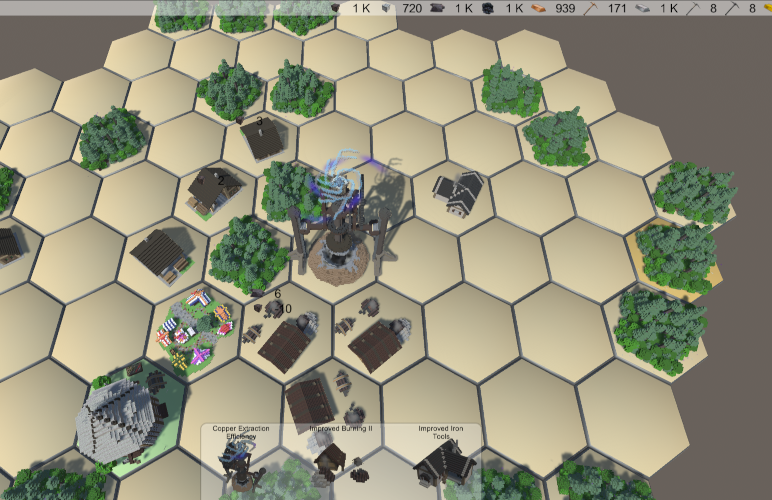 1 K 720 1 K 1 K 939 171 1 K 8 8
3
2
6
10
Copper Extraction Improved Burning II Improved Iron
Efficiency Tools